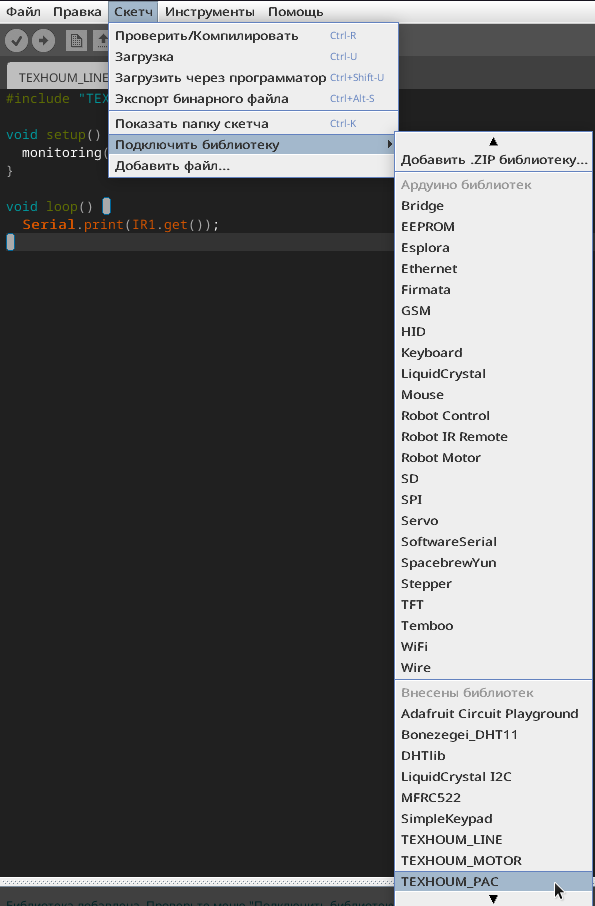 Файл Правка Скетч Инструменты Помощь
Проверить/Компилировать Ctrl-R
Загрузка Ctrl-U
Загрузить через программатор Ctrl+Shift-U
Экспорт бинарного файла Ctrl+Alt-S
Показать папку скетча Ctrl-K
Подключить библиотеку
Добавить файл...
TEXHOUM_LINE
#include "TEX
void setup()
monitoring(
}
void loop() {
Serial.print(IR1.get());
}
Добавить .ZIP библиотеку...
Ардуино библиотек
Bridge
EEPROM
Esplora
Ethernet
Firmata
GSM
HID
Keyboard
LiquidCrystal
Mouse
Robot Control
Robot IR Remote
Robot Motor
SD
SPI
Servo
SoftwareSerial
SpacebrewYun
Stepper
TFT
Temboo
WiFi
Wire
Внесены библиотек
Adafruit Circuit Playground
Bonezegei_DHT11
DHTlib
LiquidCrystal I2C
MFRC522
SimpleKeypad
TEXHOUM_LINE
TEXHOUM_MOTOR
TEXHOUM_PAC